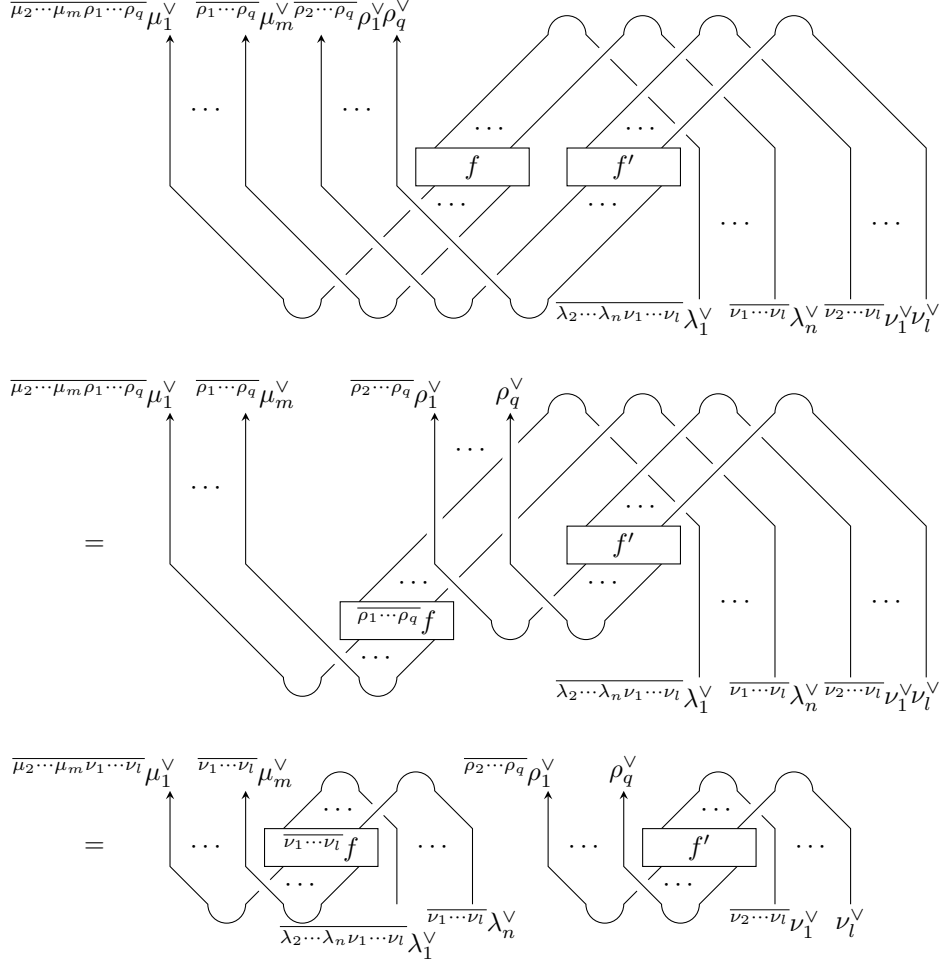 $\overline{\mu_2\cdots\mu_m\rho_1\cdots\rho_q}\mu_1^\vee$ $\overline{\rho_1\cdots\rho_q}\mu_m^\vee$ $\overline{\rho_2\cdots\rho_q}\rho_1^\vee$ $\rho_q^\vee$
··· ···
··· ···
f f′
··· ···
··· ···
$\overline{\lambda_2\cdots\lambda_n\nu_1\cdots\nu_l}\lambda_1^\vee$ $\overline{\nu_1\cdots\nu_l}\lambda_n^\vee$ $\overline{\nu_2\cdots\nu_l}\nu_1^\vee$ $\nu_l^\vee$
$\overline{\mu_2\cdots\mu_m\rho_1\cdots\rho_q}\mu_1^\vee$ $\overline{\rho_1\cdots\rho_q}\mu_m^\vee$ $\overline{\rho_2\cdots\rho_q}\rho_1^\vee$ $\rho_q^\vee$
···
··· ···
= f′
··· ···
$\overline{\rho_1\cdots\rho_q}f$ ··· ···
···
$\overline{\lambda_2\cdots\lambda_n\nu_1\cdots\nu_l}\lambda_1^\vee$ $\overline{\nu_1\cdots\nu_l}\lambda_n^\vee$ $\overline{\nu_2\cdots\nu_l}\nu_1^\vee$ $\nu_l^\vee$
$\overline{\mu_2\cdots\mu_m\nu_1\cdots\nu_l}\mu_1^\vee$ $\overline{\nu_1\cdots\nu_l}\mu_m^\vee$ $\overline{\rho_2\cdots\rho_q}\rho_1^\vee$ $\rho_q^\vee$
··· ···
= ··· $\overline{\nu_1\cdots\nu_l}f$ ··· ··· f′ ···
··· ···
$\overline{\lambda_2\cdots\lambda_n\nu_1\cdots\nu_l}\lambda_1^\vee$ $\overline{\nu_1\cdots\nu_l}\lambda_n^\vee$ $\overline{\nu_2\cdots\nu_l}\nu_1^\vee$ $\nu_l^\vee$